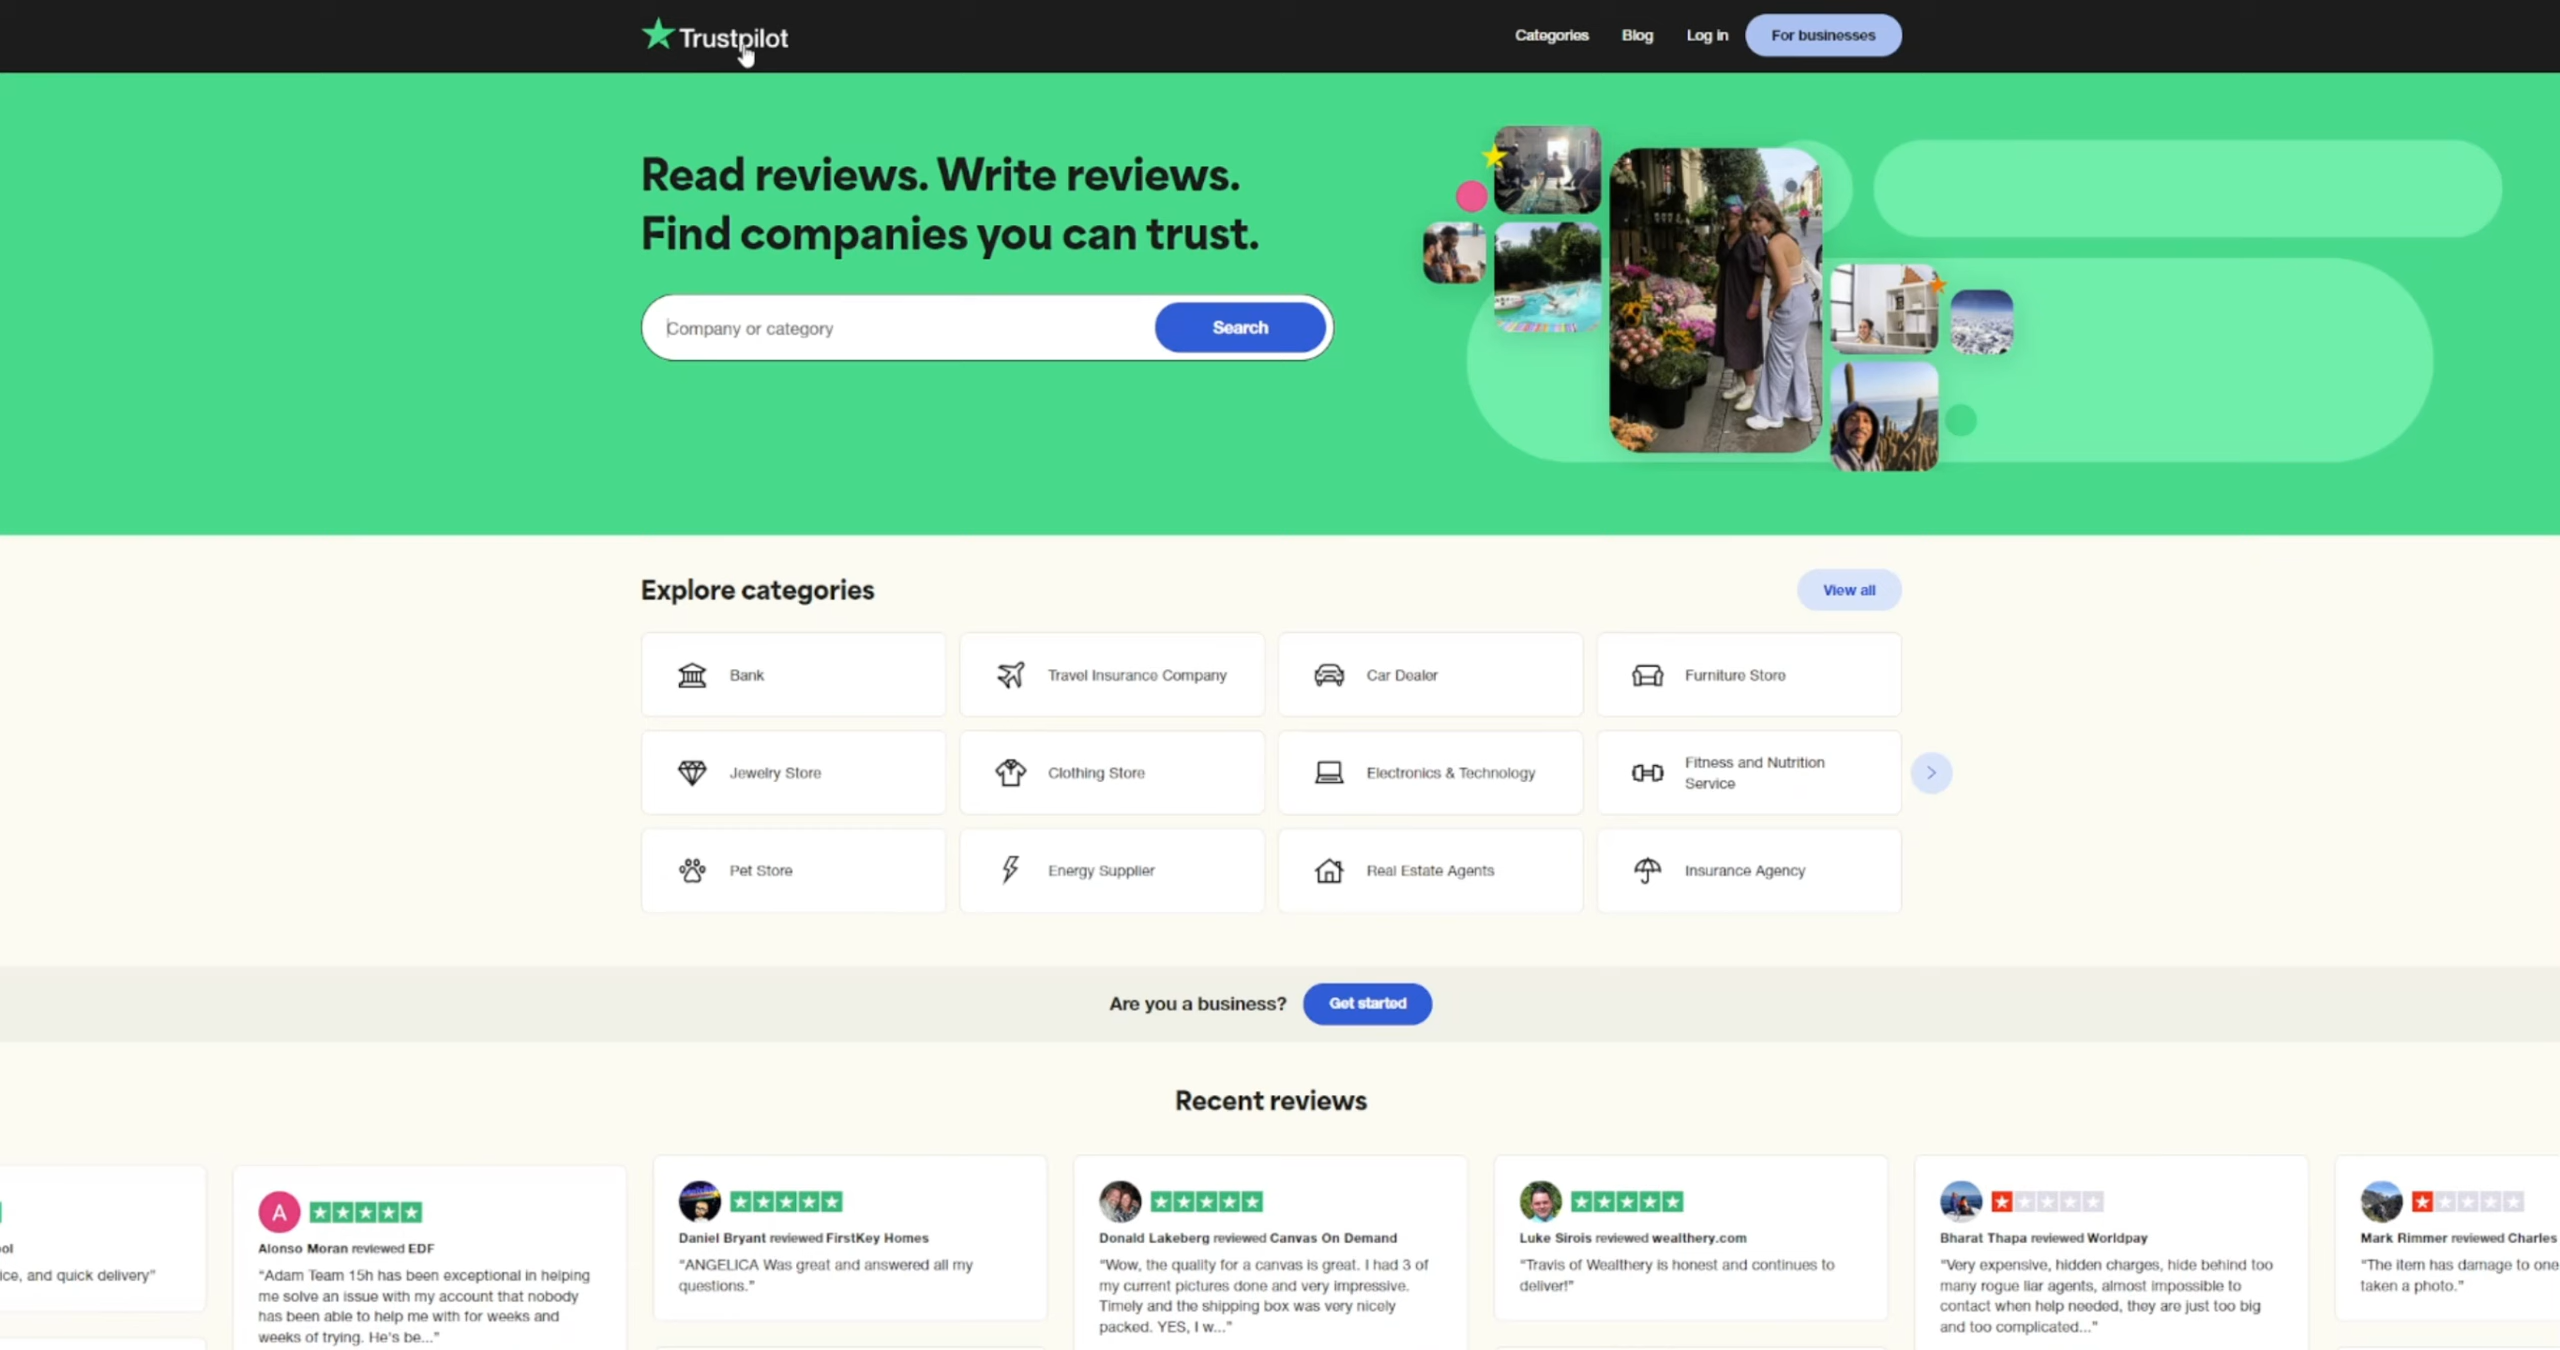 Trustpilot
Categories
Blog
Log in
For businesses
Read reviews. Write reviews.
Find companies you can trust.
Company or category
Search
Explore categories
View all
Bank
Travel Insurance Company
Car Dealer
Furniture Store
Jewelry Store
Clothing Store
Electronics & Technology
Fitness and Nutrition
Service
Pet Store
Energy Supplier
Real Estate Agents
Insurance Agency
Are you a business?
Get started
Recent reviews
and quick delivery”
A
Alonso Moran reviewed EDF
“Adam Team 15h has been exceptional in helping
me solve an issue with my account that nobody
has been able to help me with for weeks and
weeks of trying. He's be...”
Daniel Bryant reviewed FirstKey Homes
“ANGELICA Was great and answered all my
questions.”
Donald Lakeberg reviewed Canvas On Demand
“Wow, the quality for a canvas is great. I had 3 of
my current pictures done and very impressive.
Timely and the shipping box was very nicely
packed. YES, I w...”
Luke Sirois reviewed wealthery.com
“Travis of Wealthery is honest and continues to
deliver!”
Bharat Thapa reviewed Worldpay
“Very expensive, hidden charges, hide behind too
many rogue liar agents, almost impossible to
contact when help needed, they are just too big
and too complicated...”
Mark Rimmer reviewed Charles
“The item has damage to one
taken a photo.”